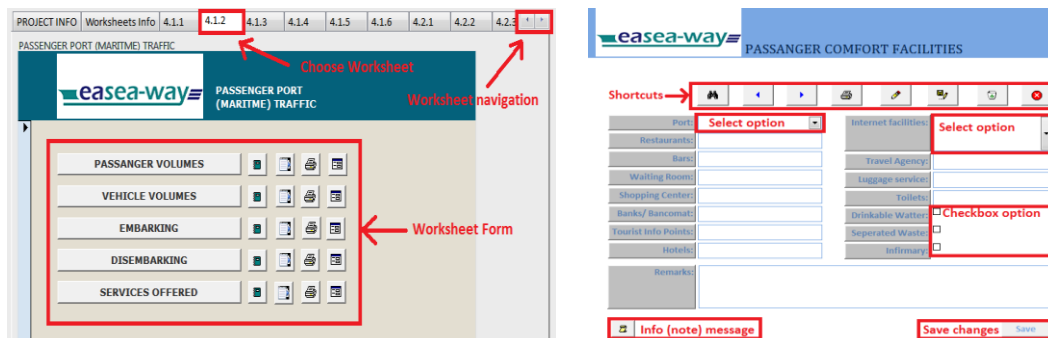 PROJECT INFO Worksheets Info 4.1.1 4.1.2 4.1.3 4.1.4 4.1.5 4.1.6 4.2.1 4.2.2 4.2.3
PASSENGER PORT (MARITME) TRAFFIC
Choose Worksheet
easea-way
PASSENGER PORT
(MARITME) TRAFFIC
Worksheet navigation
PASSANGER VOLUMES
VEHICLE VOLUMES
EMBARKING
Worksheet Form
DISEMBARKING
SERVICES OFFERED
easea-way
PASSANGER COMFORT FACILITIES
Shortcuts
Port: Select option
Internet facilities: Select option
Restaurants:
Bars:
Travel Agency:
Waiting Room:
Luggage service:
Shopping Center:
Toilets:
Banks/ Bancomat:
Drinkable Watter: Checkbox option
Tourist Info Points:
Seperated Waste:
Hotels:
Infirmary:
Remarks:
Info (note) message
Save changes Save